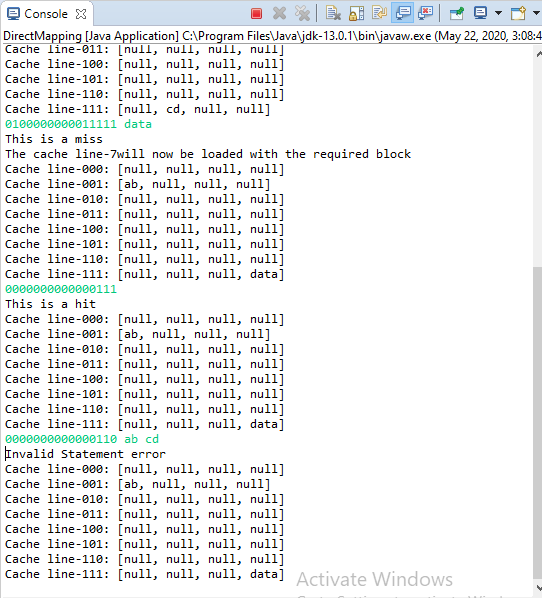 Console
DirectMapping [Java Application] C:\Program Files\Java\jdk-13.0.1\bin\javaw.exe (May 22, 2020, 3:08:4
Cache line-011: [null, null, null, null]
Cache line-100: [null, null, null, null]
Cache line-101: [null, null, null, null]
Cache line-110: [null, null, null, null]
Cache line-111: [null, cd, null, null]
0100000000011111 data
This is a miss
The cache line-7will now be loaded with the required block
Cache line-000: [null, null, null, null]
Cache line-001: [ab, null, null, null]
Cache line-010: [null, null, null, null]
Cache line-011: [null, null, null, null]
Cache line-100: [null, null, null, null]
Cache line-101: [null, null, null, null]
Cache line-110: [null, null, null, null]
Cache line-111: [null, null, null, data]
0000000000000111
This is a hit
Cache line-000: [null, null, null, null]
Cache line-001: [ab, null, null, null]
Cache line-010: [null, null, null, null]
Cache line-011: [null, null, null, null]
Cache line-100: [null, null, null, null]
Cache line-101: [null, null, null, null]
Cache line-110: [null, null, null, null]
Cache line-111: [null, null, null, data]
0000000000000110 ab cd
Invalid Statement error
Cache line-000: [null, null, null, null]
Cache line-001: [ab, null, null, null]
Cache line-010: [null, null, null, null]
Cache line-011: [null, null, null, null]
Cache line-100: [null, null, null, null]
Cache line-101: [null, null, null, null]
Cache line-110: [null, null, null, null]
Cache line-111: [null, null, null, data]
Activate Windows